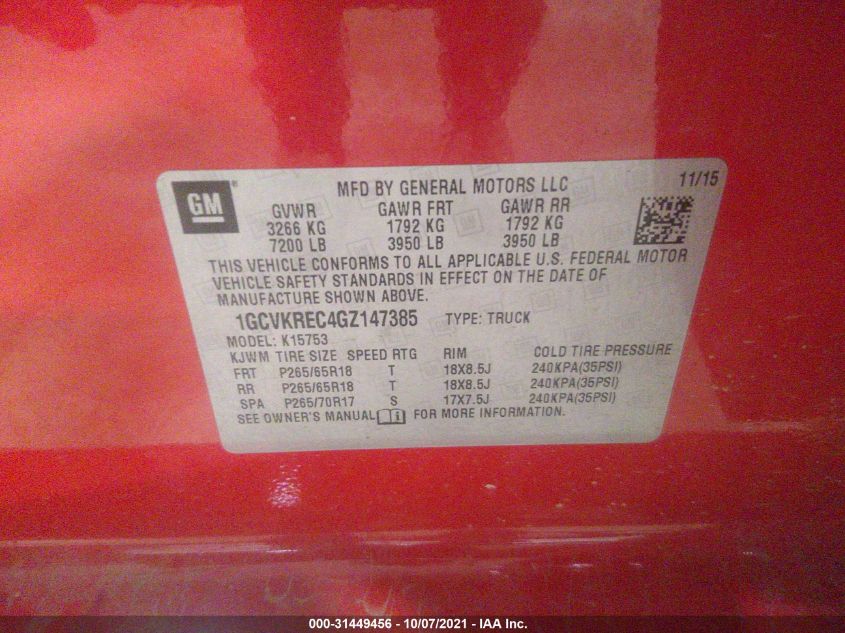 GM ® MFD BY GENERAL MOTORS LLC 11/15
GVWR GAWR FRT GAWR RR
3266 KG 1792 KG 1792 KG
7200 LB 3950 LB 3950 LB
THIS VEHICLE CONFORMS TO ALL APPLICABLE U.S. FEDERAL MOTOR
VEHICLE SAFETY STANDARDS IN EFFECT ON THE DATE OF
MANUFACTURE SHOWN ABOVE.
1GCVKREC4GZ147385 TYPE: TRUCK
MODEL: K15753
KJWM TIRE SIZE SPEED RTG RIM COLD TIRE PRESSURE
FRT P265/65R18 T 18X8.5J 240KPA(35PSI)
RR P265/65R18 T 18X8.5J 240KPA(35PSI)
SPA P265/70R17 S 17X7.5J 240KPA(35PSI)
SEE OWNER'S MANUAL i FOR MORE INFORMATION.
000-31449456 - 10/07/2021 - IAA Inc.